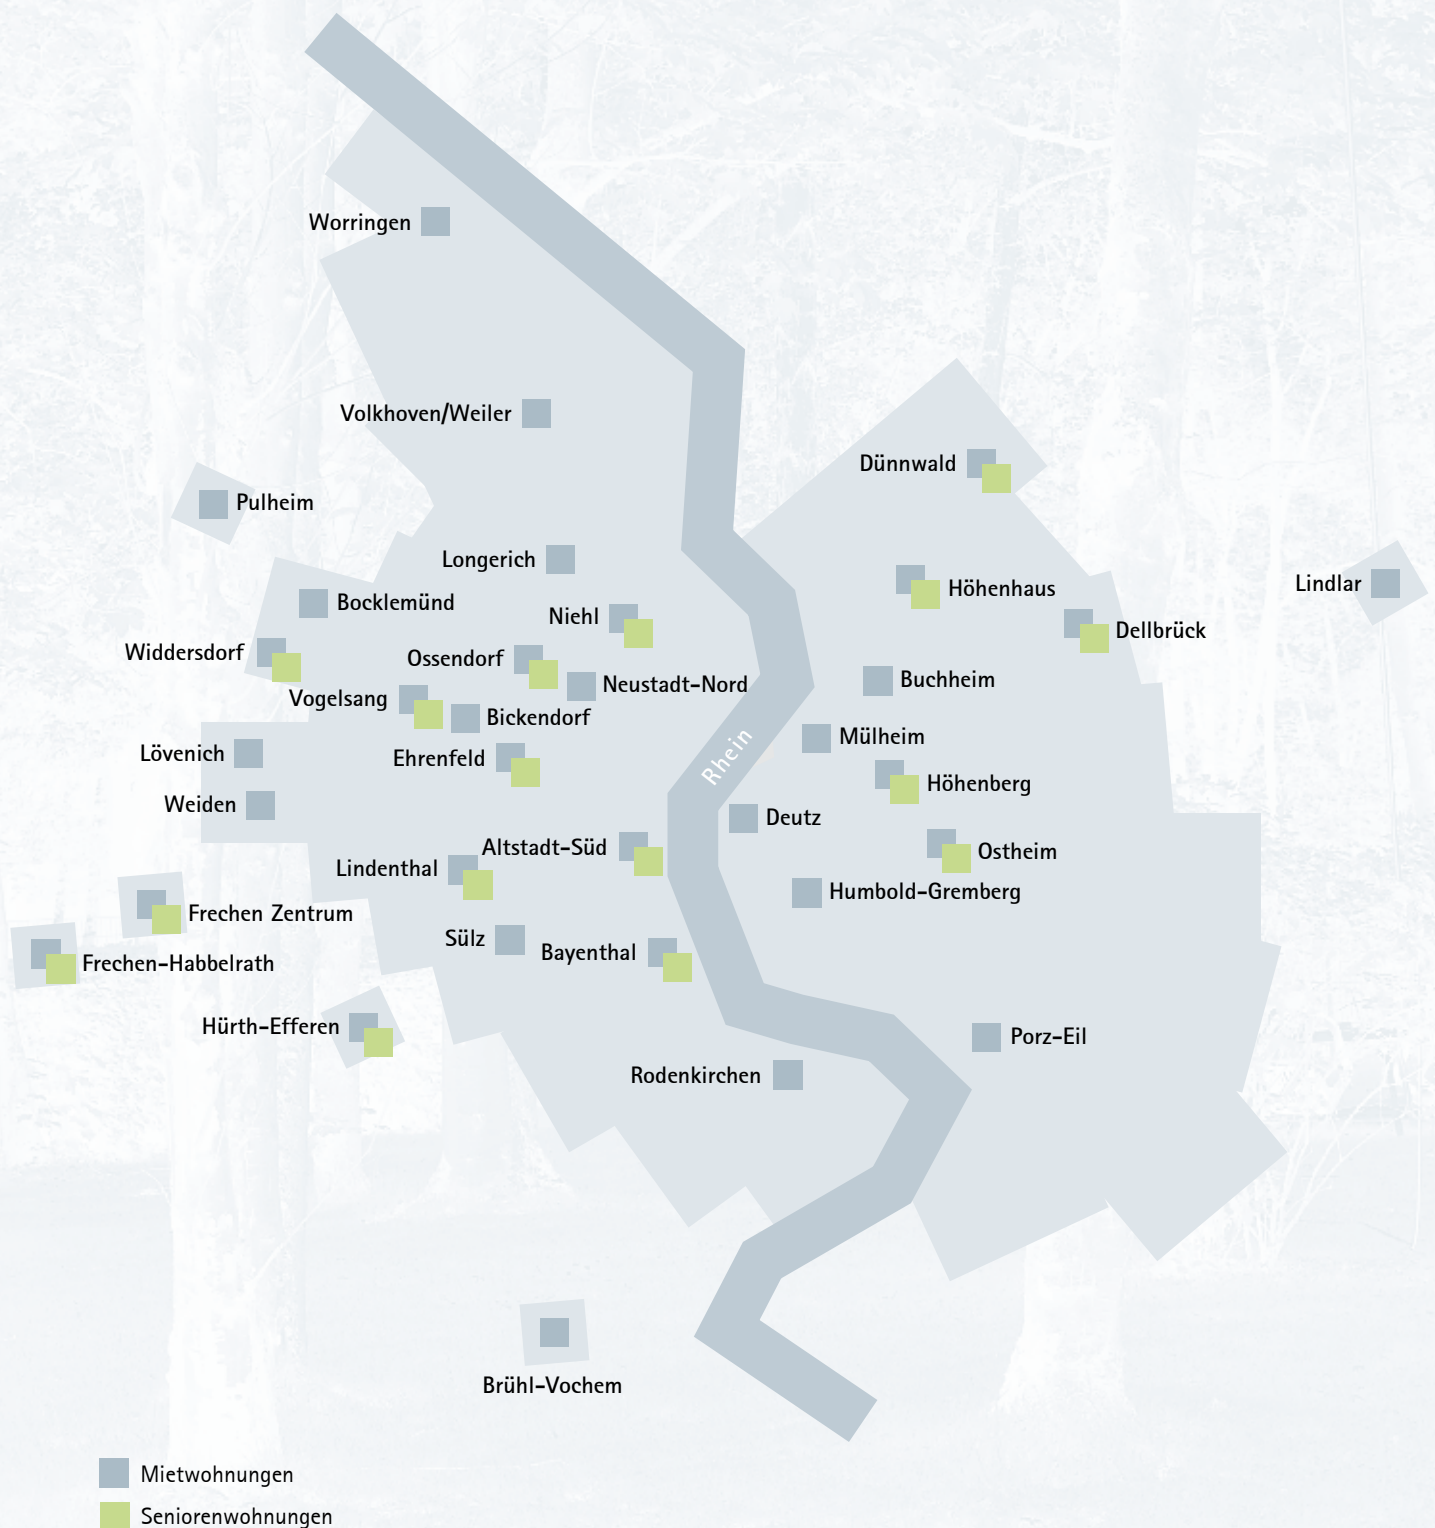 Worringen
Volkhoven/Weiler
Dünnwald
Pulheim
Longerich
Lindlar
Höhenhaus
Bocklemünd
Niehl
Dellbrück
Widdersdorf
Ossendorf
Buchheim
Neustadt-Nord
Vogelsang
Bickendorf
Mülheim
Lövenich
Ehrenfeld
Rhein
Höhenberg
Weiden
Deutz
Altstadt-Süd
Ostheim
Lindenthal
Humbold-Gremberg
Frechen Zentrum
Sülz
Bayenthal
Frechen-Habbelrath
Hürth-Efferen
Porz-Eil
Rodenkirchen
Brühl-Vochem
Mietwohnungen
Seniorenwohnungen